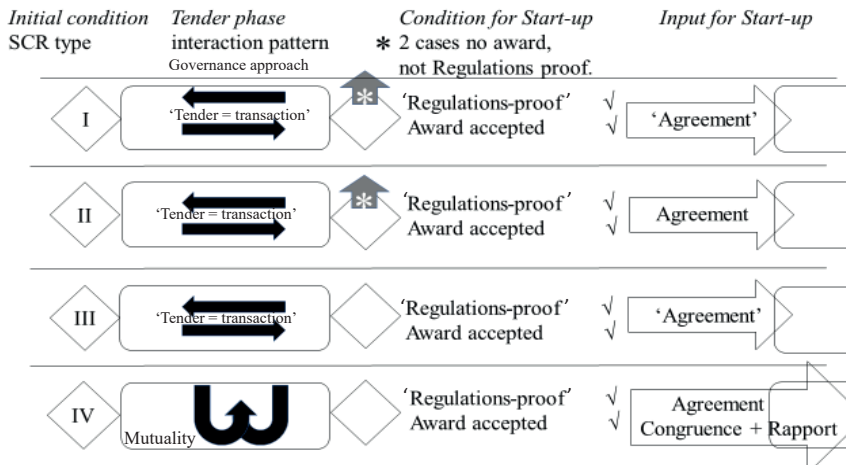 Initial condition Tender phase Condition for Start-up Input for Start-up
SCR type interaction pattern * 2 cases no award,
Governance approach not Regulations proof.
*
I ‘Tender = transaction’ ‘Regulations-proof’ √ ‘Agreement’
Award accepted √
*
II ‘Tender = transaction’ ‘Regulations-proof’ √ Agreement
Award accepted √
III ‘Tender = transaction’ ‘Regulations-proof’ √ ‘Agreement’
Award accepted √
IV ‘Regulations-proof’ √ Agreement
Mutuality Award accepted √ Congruence + Rapport